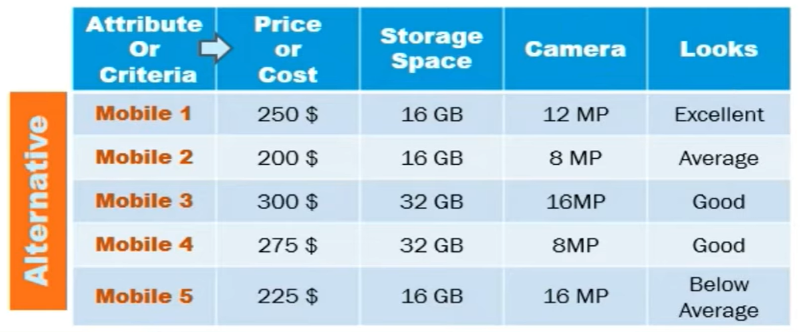 Attribute Or Criteria Price or Cost Storage Space Camera Looks
Alternative
Mobile 1 250 $ 16 GB 12 MP Excellent
Mobile 2 200 $ 16 GB 8 MP Average
Mobile 3 300 $ 32 GB 16MP Good
Mobile 4 275 $ 32 GB 8MP Good
Mobile 5 225 $ 16 GB 16 MP Below Average